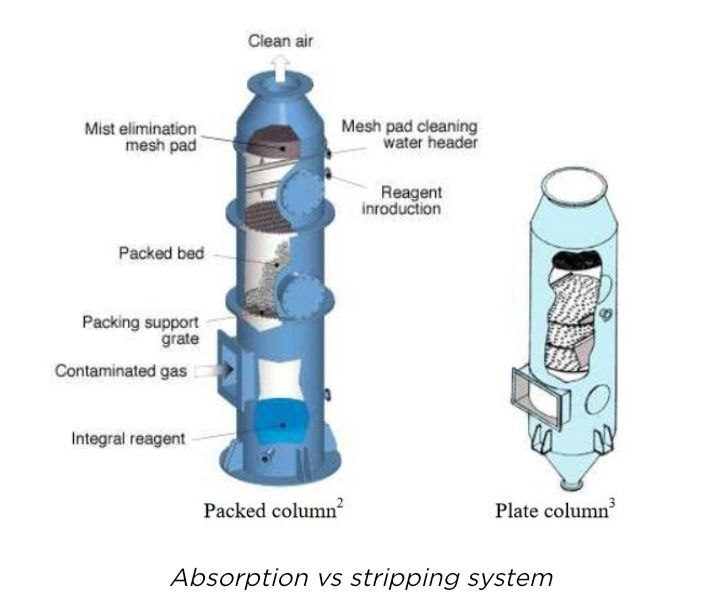 Clean air
Mist elimination
mesh pad
Mesh pad cleaning
water header
Reagent
inroduction
Packed bed
Packing support
grate
Contaminated gas
Integral reagent
Packed column2
Plate column3
Absorption vs stripping system